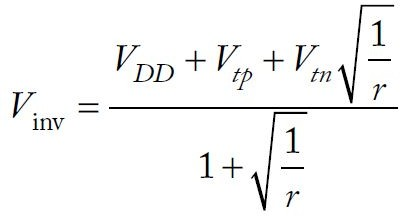 V_inv = (V_DD + V_tp + V_tn √(1/r)) / (1 + √(1/r))